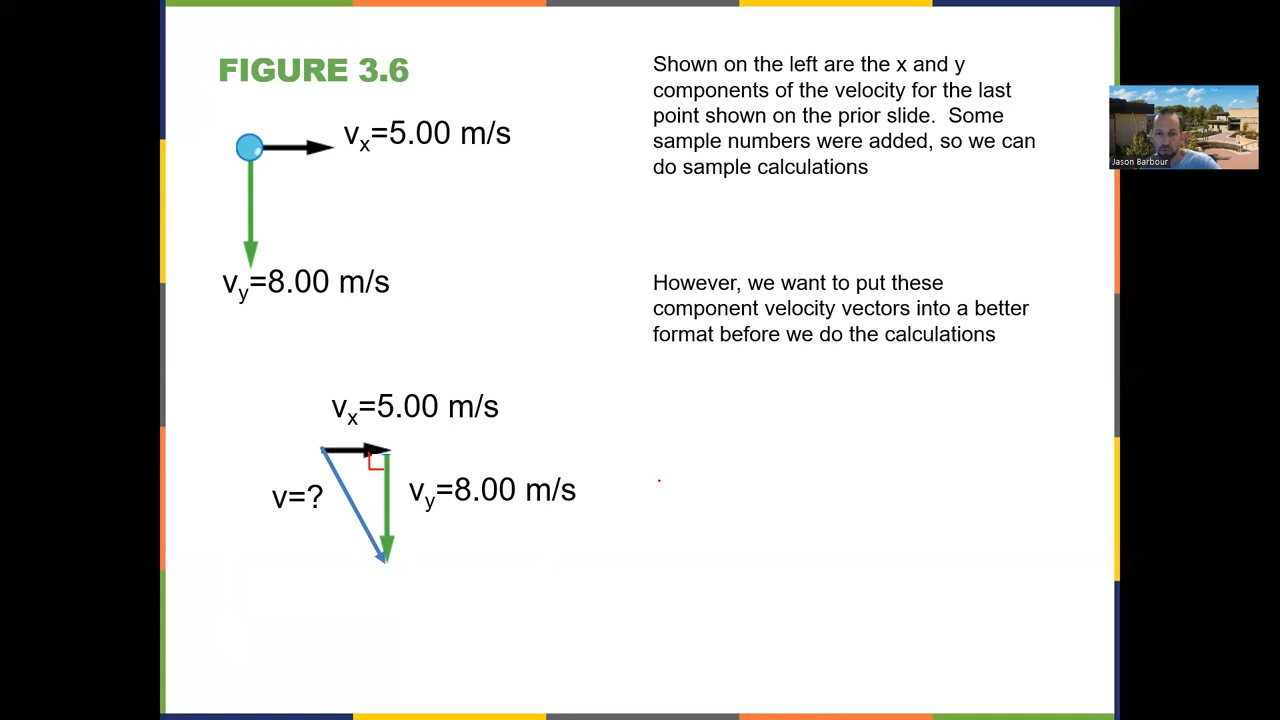 FIGURE 3.6
vx=5.00 m/s
vy=8.00 m/s
Shown on the left are the x and y
components of the velocity for the last
point shown on the prior slide.  Some
sample numbers were added, so we can
do sample calculations
However, we want to put these
component velocity vectors into a better
format before we do the calculations
vx=5.00 m/s
v=?
vy=8.00 m/s
Jason Barbour